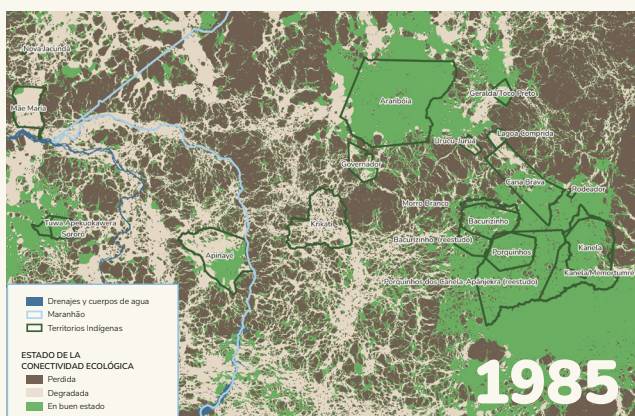 Nova Jacundá
Mãe Maria
Arariboia
Geralda/Toco Preto
Urucu-Juruá
Lagoa Comprida
Governador
Cana Brava
Rodeador
Morro Branco
Tuwa Apekuokawera
Sororó
Krikati
Bacurizinho
Bacurizinho (reestudo)
Kanela
Apinayé
Porquinhos
Kanela/Memortumré
Porquinhos dos Canela-Apãnjekra (reestudo)
Drenajes y cuerpos de agua
Maranhão
Territorios Indígenas
ESTADO DE LA
CONECTIVIDAD ECOLÓGICA
Perdida
Degradada
En buen estado
1985